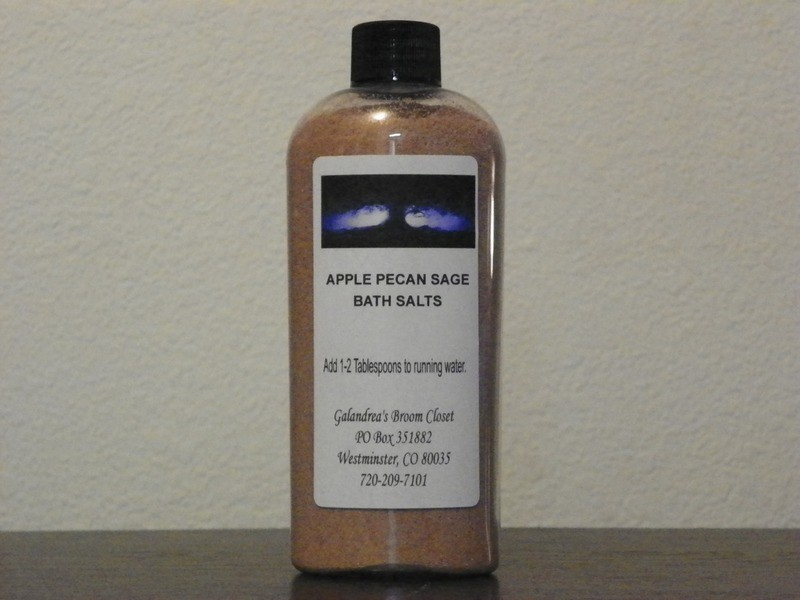 APPLE PECAN SAGE
BATH SALTS
Add 1-2 Tablespoons to running water.
Galandrea's Broom Closet
PO Box 351882
Westminster, CO 80035
720-209-7101